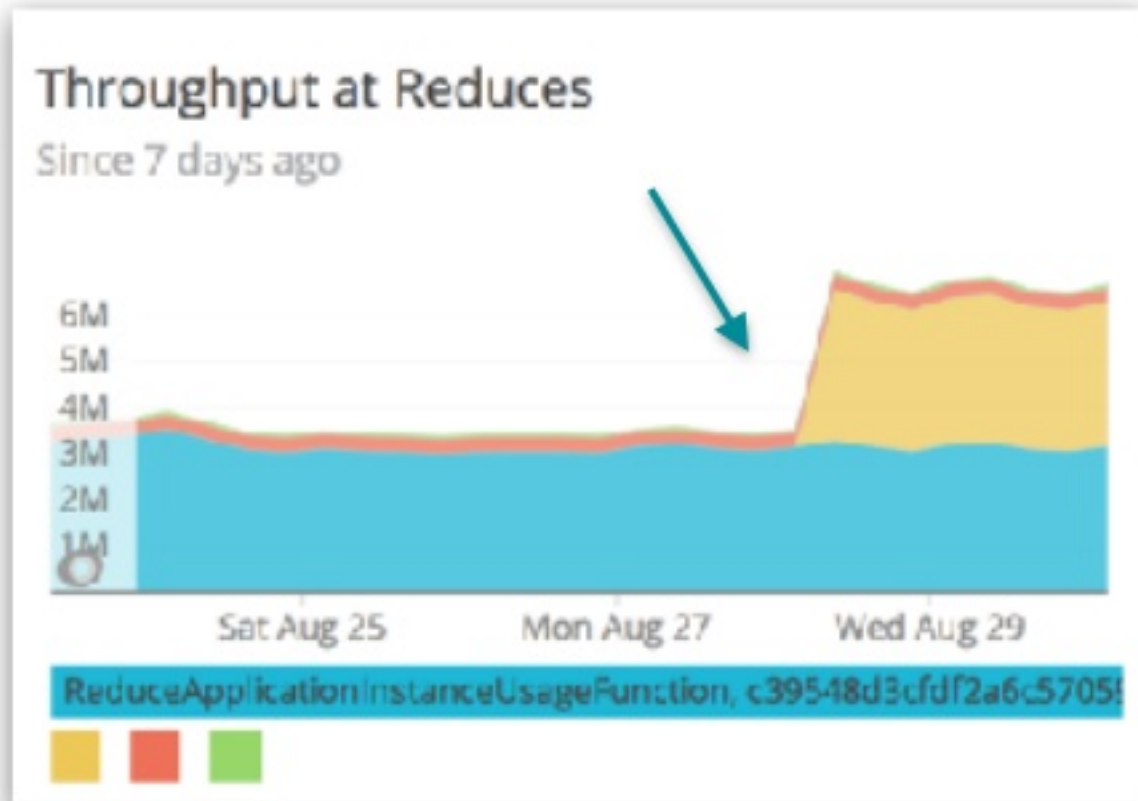 Throughput at Reduces
Since 7 days ago
6M
5M
4M
3M
2M
1M
Sat Aug 25 Mon Aug 27 Wed Aug 29
ReduceApplicationInstanceUsageFunction,